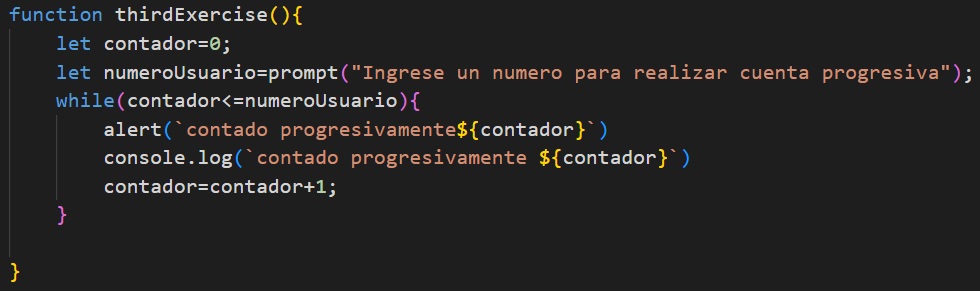 function thirdExercise(){
    let contador=0;
    let numeroUsuario=prompt("Ingrese un numero para realizar cuenta progresiva");
    while(contador<=numeroUsuario){
        alert(`contado progresivamente${contador}`)
        console.log(`contado progresivamente ${contador}`)
        contador=contador+1;
    }
}